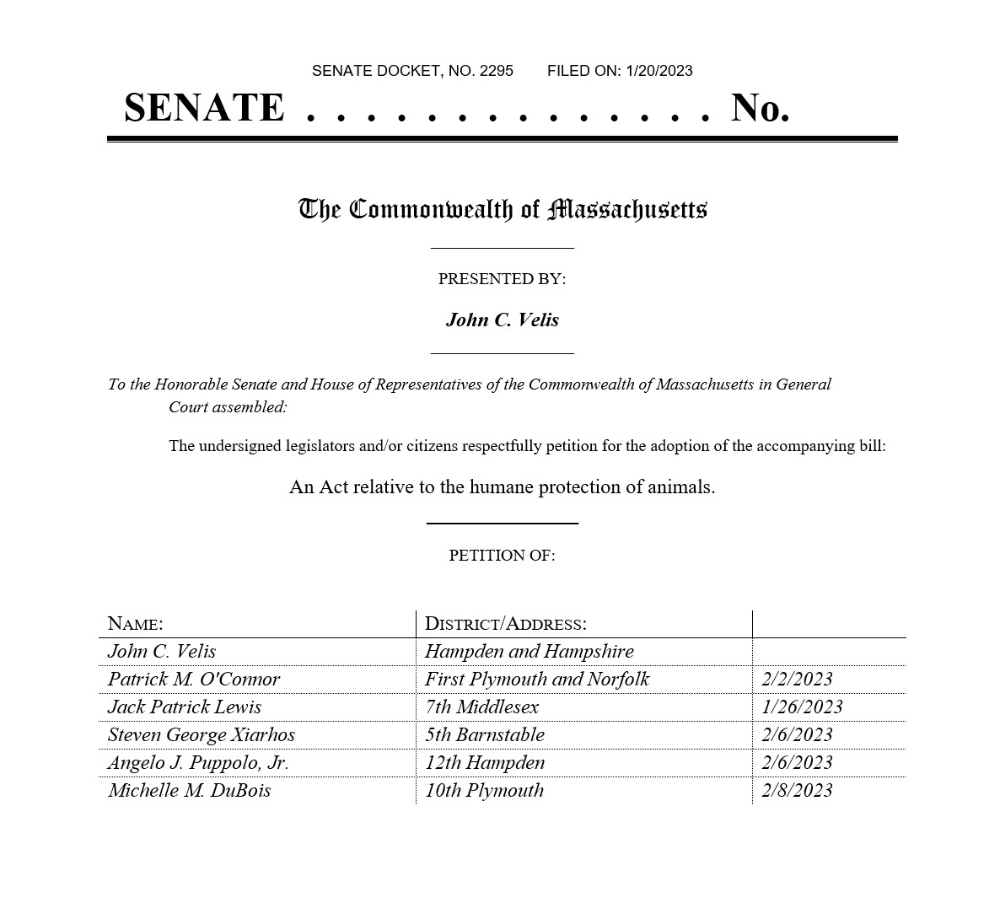 SENATE DOCKET, NO. 2295 FILED ON: 1/20/2023
SENATE . . . . . . . . . . . . . . No.
The Commonwealth of Massachusetts
PRESENTED BY:
John C. Velis
To the Honorable Senate and House of Representatives of the Commonwealth of Massachusetts in General
Court assembled:
The undersigned legislators and/or citizens respectfully petition for the adoption of the accompanying bill:
An Act relative to the humane protection of animals.
PETITION OF:
NAME: DISTRICT/ADDRESS:
John C. Velis Hampden and Hampshire
Patrick M. O'Connor First Plymouth and Norfolk 2/2/2023
Jack Patrick Lewis 7th Middlesex 1/26/2023
Steven George Xiarhos 5th Barnstable 2/6/2023
Angelo J. Puppolo, Jr. 12th Hampden 2/6/2023
Michelle M. DuBois 10th Plymouth 2/8/2023